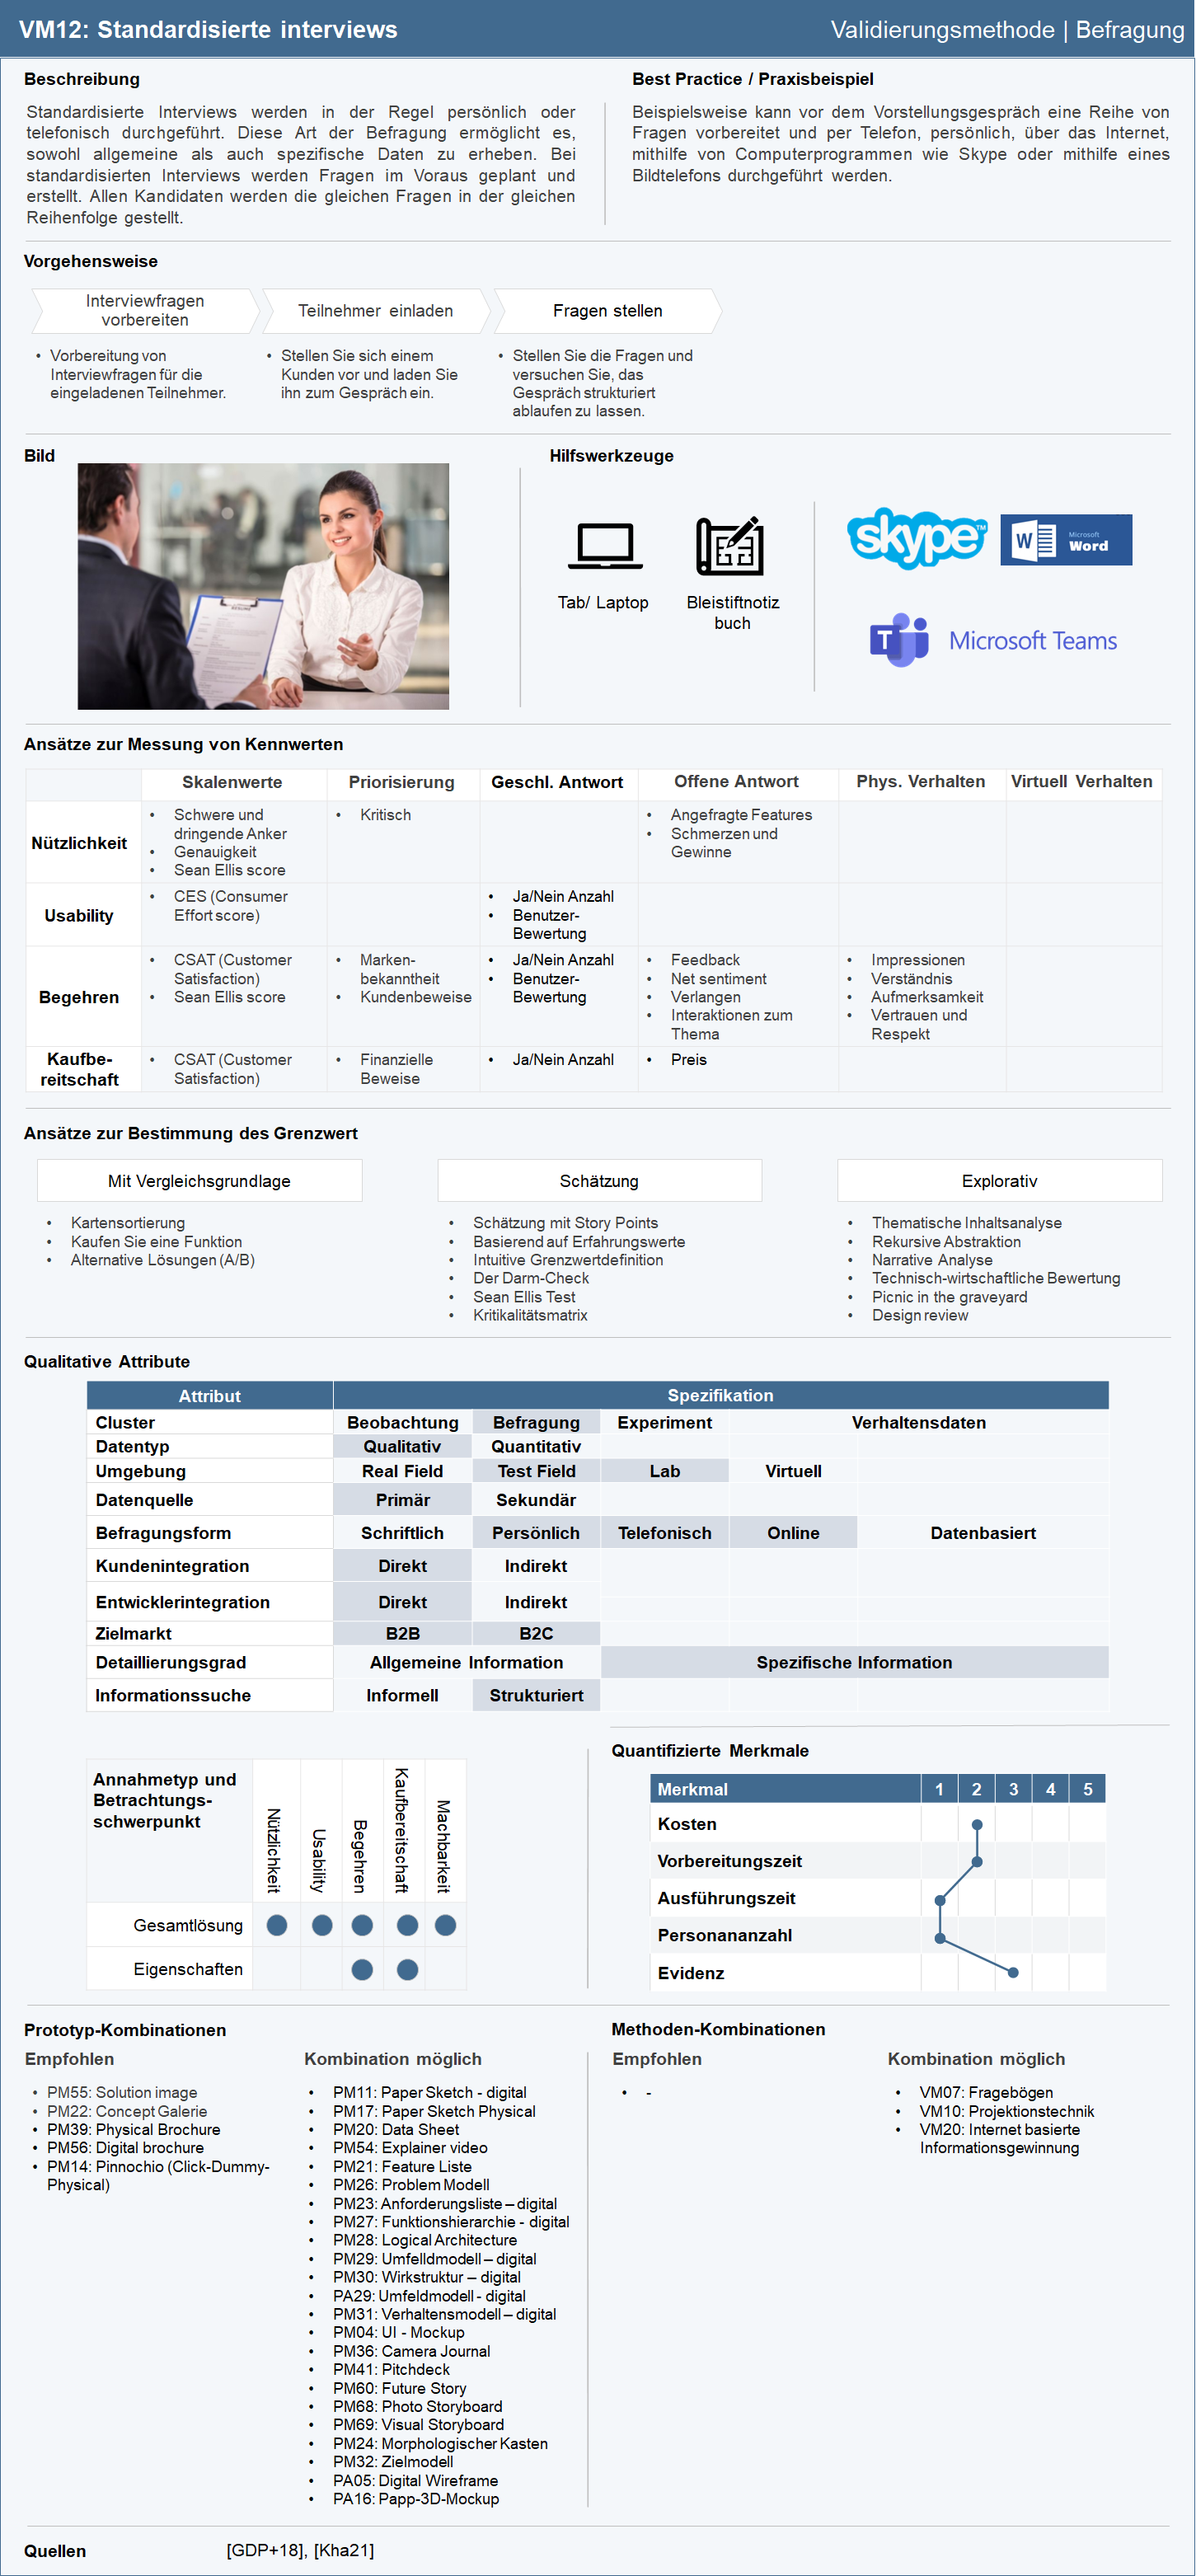 VM12: Standardisierte interviews
Validierungsmethode | Befragung
Beschreibung
Standardisierte Interviews werden in der Regel persönlich oder
telefonisch durchgeführt. Diese Art der Befragung ermöglicht es,
sowohl allgemeine als auch spezifische Daten zu erheben. Bei
standardisierten Interviews werden Fragen im Voraus geplant und
erstellt. Allen Kandidaten werden die gleichen Fragen in der gleichen
Reihenfolge gestellt.
Best Practice / Praxisbeispiel
Beispielsweise kann vor dem Vorstellungsgespräch eine Reihe von
Fragen vorbereitet und per Telefon, persönlich, über das Internet,
mithilfe von Computerprogrammen wie Skype oder mithilfe eines
Bildtelefons durchgeführt werden.
Vorgehensweise
Interviewfragen
vorbereiten
• Vorbereitung von
Interviewfragen für die
eingeladenen Teilnehmer.
Teilnehmer einladen
• Stellen Sie sich einem
Kunden vor und laden Sie
ihn zum Gespräch ein.
Fragen stellen
• Stellen Sie die Fragen und
versuchen Sie, das
Gespräch strukturiert
ablaufen zu lassen.
Bild
Hilfswerkzeuge
Tab/ Laptop
Bleistiftnotiz
buch
skype™
W Microsoft
Word
T Microsoft Teams
Ansätze zur Messung von Kennwerten
Skalenwerte Priorisierung Geschl. Antwort Offene Antwort Phys. Verhalten Virtuell Verhalten
Nützlichkeit
• Schwere und
dringende Anker
• Genauigkeit
• Sean Ellis score
• Kritisch
• Angefragte Features
• Schmerzen und
Gewinne
Usability
• CES (Consumer
Effort score)
• Ja/Nein Anzahl
• Benutzer-
Bewertung
Begehren
• CSAT (Customer
Satisfaction)
• Sean Ellis score
• Marken-
bekanntheit
• Kundenbeweise
• Ja/Nein Anzahl
• Benutzer-
Bewertung
• Feedback
• Net sentiment
• Verlangen
• Interaktionen zum
Thema
• Impressionen
• Verständnis
• Aufmerksamkeit
• Vertrauen und
Respekt
Kaufbe-
reitschaft
• CSAT (Customer
Satisfaction)
• Finanzielle
Beweise
• Ja/Nein Anzahl
• Preis
Ansätze zur Bestimmung des Grenzwert
Mit Vergleichsgrundlage
• Kartensortierung
• Kaufen Sie eine Funktion
• Alternative Lösungen (A/B)
Schätzung
• Schätzung mit Story Points
• Basierend auf Erfahrungswerte
• Intuitive Grenzwertdefinition
• Der Darm-Check
• Sean Ellis Test
• Kritikalitätsmatrix
Explorativ
• Thematische Inhaltsanalyse
• Rekursive Abstraktion
• Narrative Analyse
• Technisch-wirtschaftliche Bewertung
• Picnic in the graveyard
• Design review
Qualitative Attribute
Attribut Spezifikation
Cluster Beobachtung Befragung Experiment Verhaltensdaten
Datentyp Qualitativ Quantitativ
Umgebung Real Field Test Field Lab Virtuell
Datenquelle Primär Sekundär
Befragungsform Schriftlich Persönlich Telefonisch Online Datenbasiert
Kundenintegration Direkt Indirekt
Entwicklerintegration Direkt Indirekt
Zielmarkt B2B B2C
Detaillierungsgrad Allgemeine Information Spezifische Information
Informationssuche Informell Strukturiert
Annahmetyp und
Betrachtungs-
schwerpunkt
Nützlichkeit
Usability
Begehren
Kaufbereitschaft
Machbarkeit
Gesamtlösung
Eigenschaften
Quantifizierte Merkmale
Merkmal 1 2 3 4 5
Kosten
Vorbereitungszeit
Ausführungszeit
Personananzahl
Evidenz
Prototyp-Kombinationen
Empfohlen
• PM55: Solution image
• PM22: Concept Galerie
• PM39: Physical Brochure
• PM56: Digital brochure
• PM14: Pinnochio (Click-Dummy-
Physical)
Kombination möglich
• PM11: Paper Sketch - digital
• PM17: Paper Sketch Physical
• PM20: Data Sheet
• PM54: Explainer video
• PM21: Feature Liste
• PM26: Problem Modell
• PM23: Anforderungsliste – digital
• PM27: Funktionshierarchie - digital
• PM28: Logical Architecture
• PM29: Umfelldmodell – digital
• PM30: Wirkstruktur – digital
• PA29: Umfeldmodell - digital
• PM31: Verhaltensmodell – digital
• PM04: UI - Mockup
• PM36: Camera Journal
• PM41: Pitchdeck
• PM60: Future Story
• PM68: Photo Storyboard
• PM69: Visual Storyboard
• PM24: Morphologischer Kasten
• PM32: Zielmodell
• PA05: Digital Wireframe
• PA16: Papp-3D-Mockup
Methoden-Kombinationen
Empfohlen
• -
Kombination möglich
• VM07: Fragebögen
• VM10: Projektionstechnik
• VM20: Internet basierte
Informationsgewinnung
Quellen
[GDP+18], [Kha21]